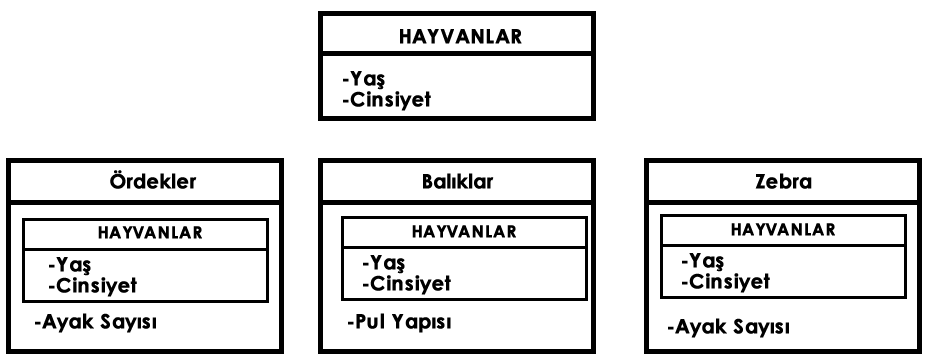 HAYVANLAR
-Yaş
-Cinsiyet
Ördekler
HAYVANLAR
-Yaş
-Cinsiyet
-Ayak Sayısı
Balıklar
HAYVANLAR
-Yaş
-Cinsiyet
-Pul Yapısı
Zebra
HAYVANLAR
-Yaş
-Cinsiyet
-Ayak Sayısı